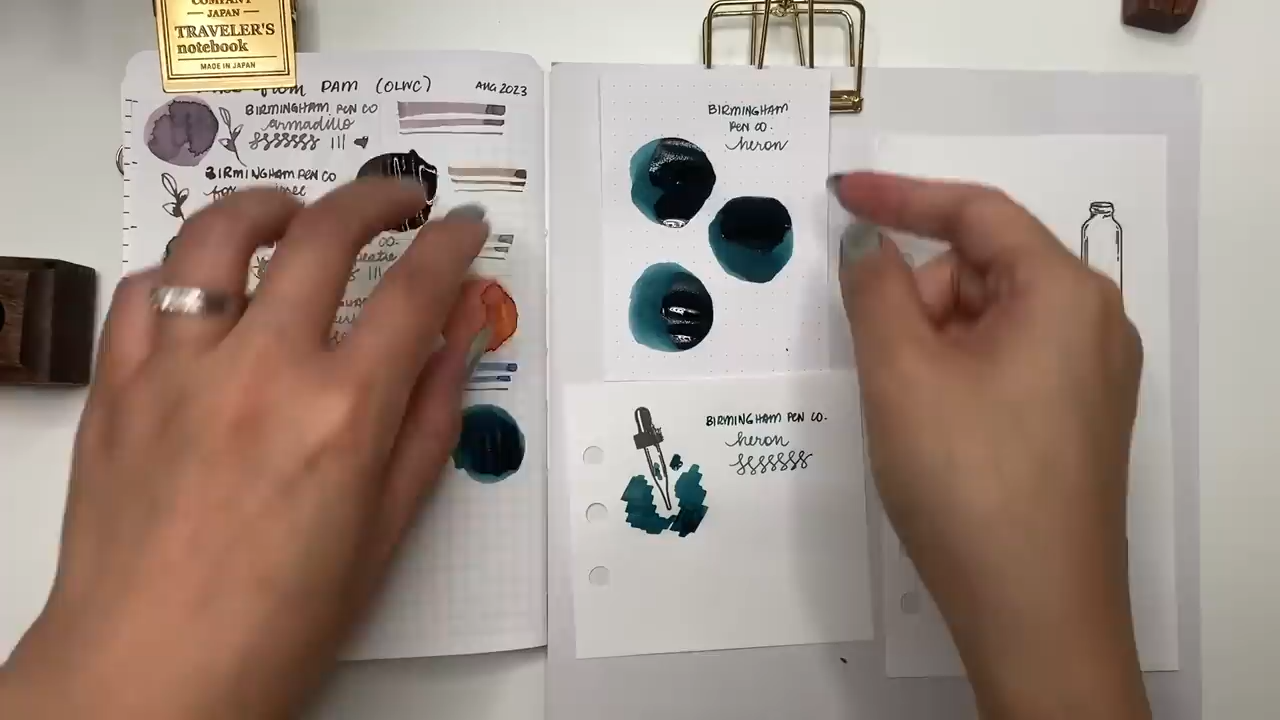 COMPANY
JAPAN
TRAVELER'S
notebook
MADE IN JAPAN
from PAM (OLWC)
AUG 2023
BIRMINGHAM PEN CO
armadillo
BIRMINGHAM PEN CO
CO.
BIRMINGHAM
PEN CO.
heron
BIRMINGHAM PEN CO.
heron